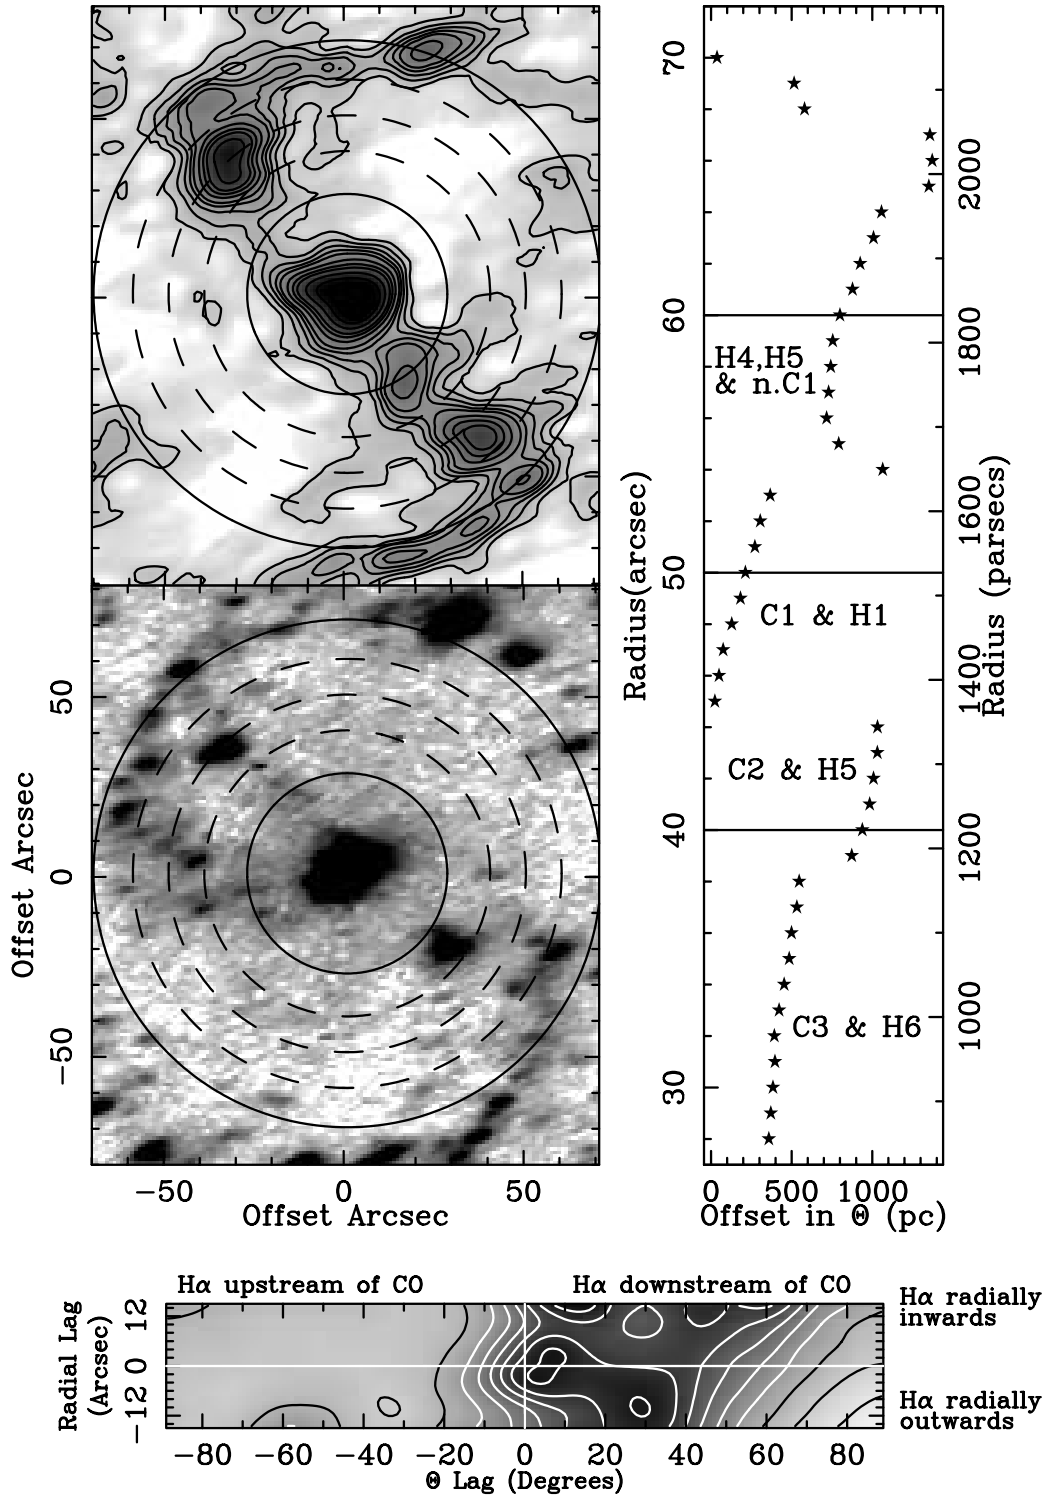 70
60
50
40
30
Radius(arcsec)
2000
1800
1600
1400
1200
1000
Radius (parsecs)
H4,H5
& n.C1
C1 & H1
C2 & H5
C3 & H6
0 500 1000
Offset in Θ (pc)
50
0
−50
Offset Arcsec
−50 0 50
Offset Arcsec
Hα upstream of CO
Hα downstream of CO
Hα radially
inwards
Hα radially
outwards
12
0
−12
Radial Lag
(Arcsec)
−80 −60 −40 −20 0 20 40 60 80
Θ Lag (Degrees)